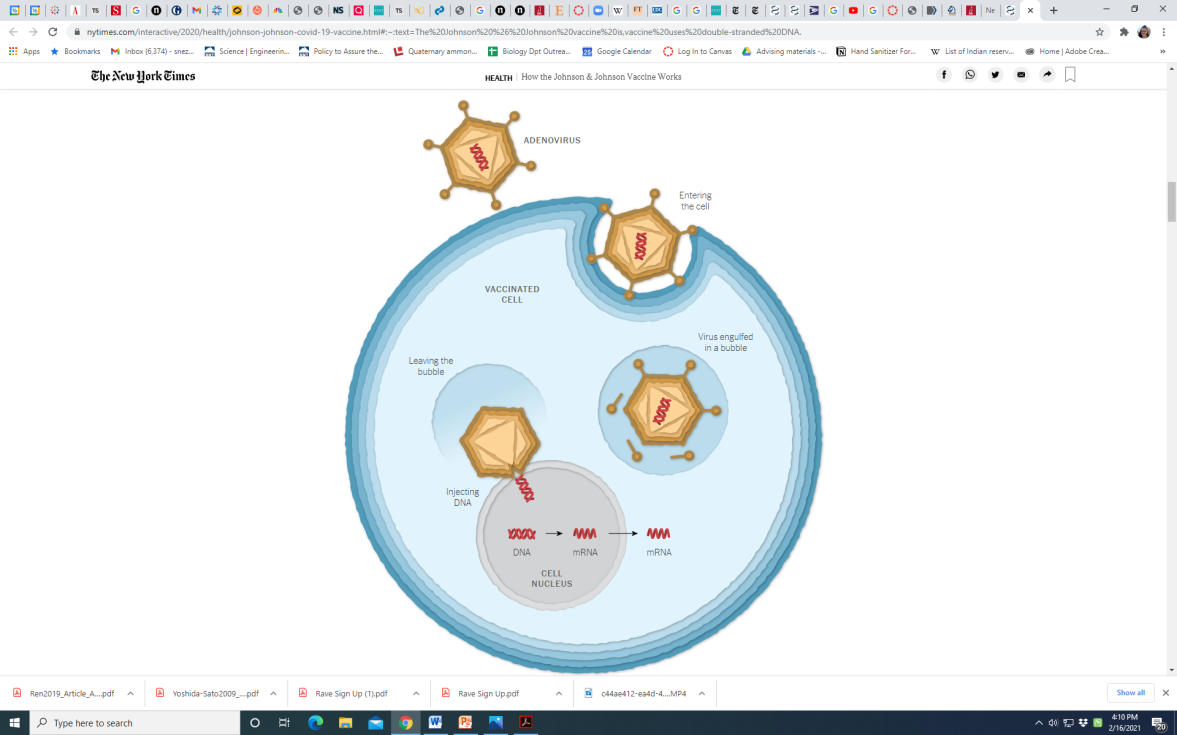 TS
S
G
NS
Q
TS
G
E
W
FT
G
G
G
G
Ne
nytimes.com/interactive/2020/health/johnson-johnson-covid-19-vaccine.html#:~:text=The%20Johnson%20%26%20Johnson%20vaccine%20is,vaccine%20uses%20double-stranded%20DNA.
Apps Bookmarks Inbox (6,374) - snez... Science | Engineerin... Policy to Assure the... Quaternary ammon... Biology Dpt Outrea... Google Calendar Log In to Canvas Advising materials -... Hand Sanitizer For... List of Indian reserv... Home | Adobe Crea...
The New York Times
HEALTH | How the Johnson & Johnson Vaccine Works
ADENOVIRUS
Entering
the cell
VACCINATED
CELL
Virus engulfed
in a bubble
Leaving the
bubble
Injecting
DNA
DNA mRNA mRNA
CELL
NUCLEUS
Ren2019_Article_A....pdf Yoshida-Sato2009_....pdf Rave Sign Up (1).pdf Rave Sign Up.pdf c44ae412-ea4d-4....MP4 Show all
Type here to search
4:10 PM
2/16/2021
20